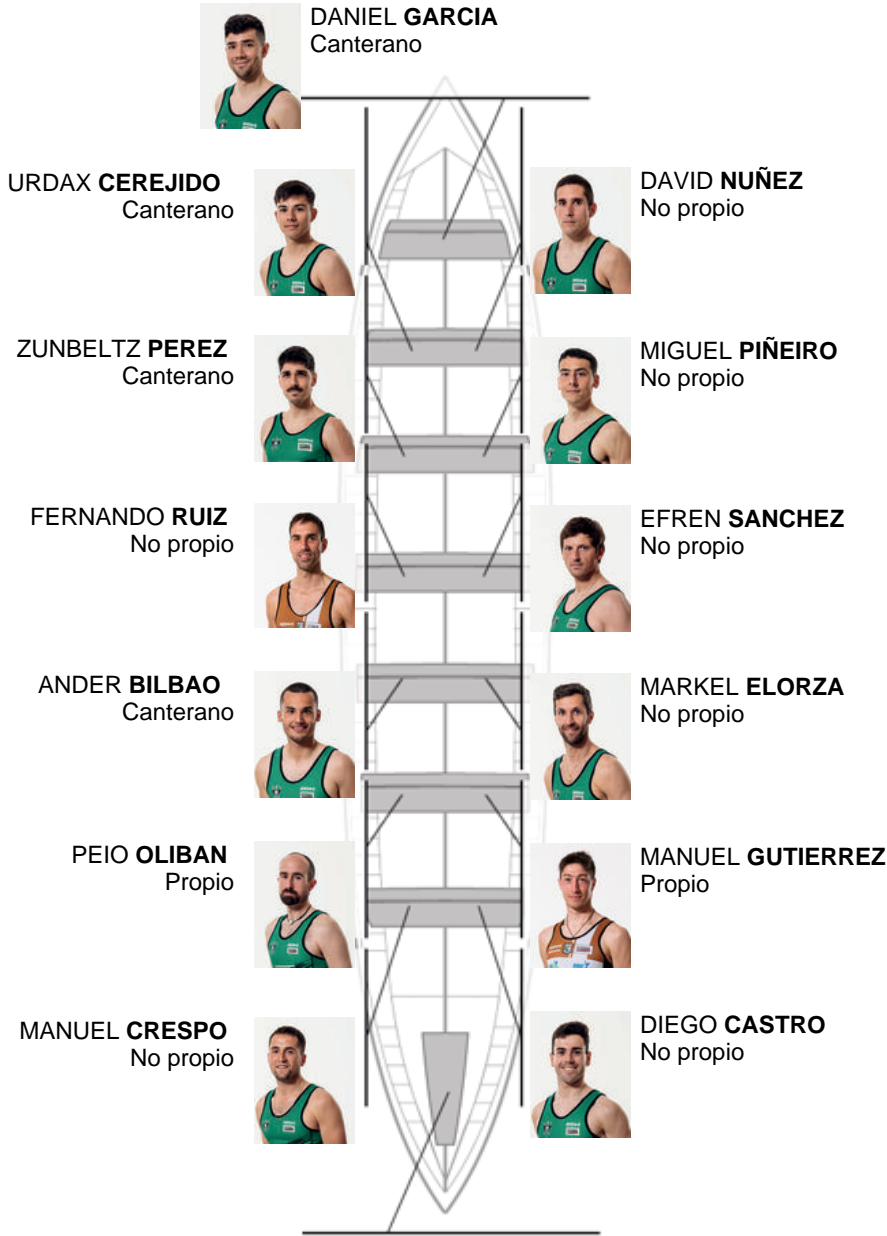 DANIEL GARCIA
Canterano
URDAX CEREJIDO
Canterano
DAVID NUÑEZ
No propio
ZUNBELTZ PEREZ
Canterano
MIGUEL PIÑEIRO
No propio
FERNANDO RUIZ
No propio
EFREN SANCHEZ
No propio
ANDER BILBAO
Canterano
MARKEL ELORZA
No propio
PEIO OLIBAN
Propio
MANUEL GUTIERREZ
Propio
MANUEL CRESPO
No propio
DIEGO CASTRO
No propio